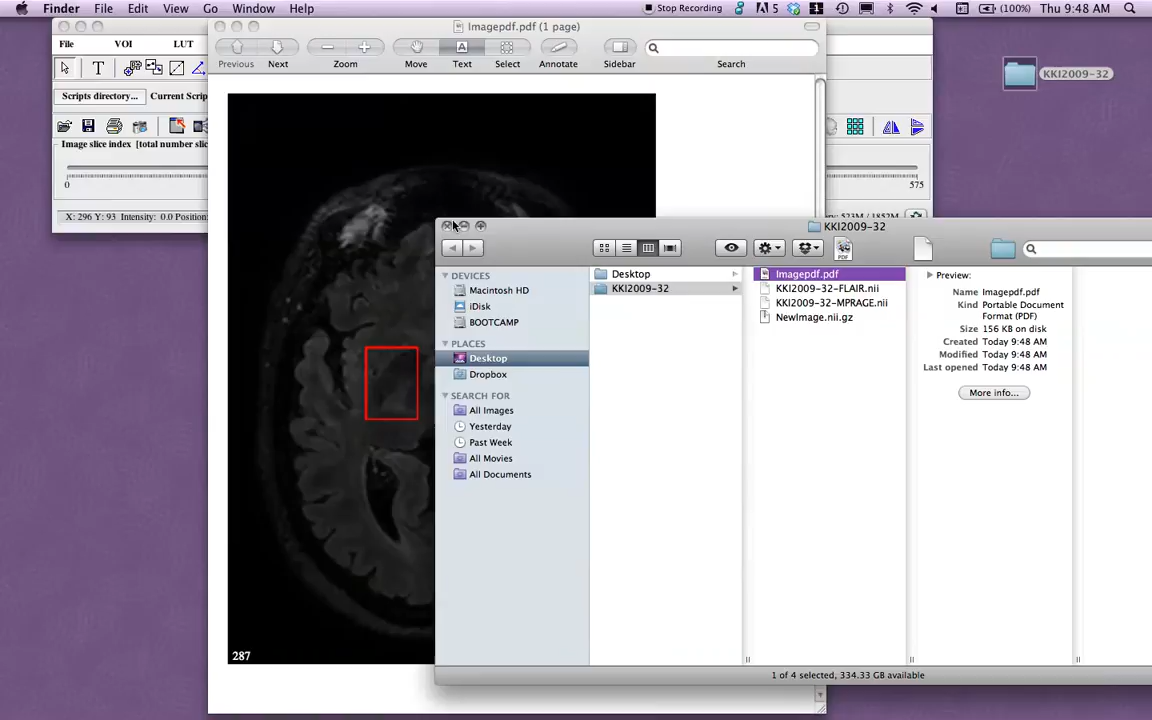 Finder File Edit View Go Window Help Stop Recording 5 1 (100%) Thu 9:48 AM
Imagepdf.pdf (1 page)
File VOI LUT
Previous Next Zoom Move Text Select Annotate Sidebar Search
T A
KKI2009-32
Scripts directory... Current Scrip
Image slice index [total number slic
0 575
X: 296 Y: 93 Intensity: 0.0 Position:
523M / 1852M
KKI2009-32
PDF
DEVICES
Macintosh HD
iDisk
BOOTCAMP
PLACES
Desktop
Dropbox
SEARCH FOR
All Images
Yesterday
Past Week
All Movies
All Documents
Desktop
KKI2009-32
Imagepdf.pdf
KKI2009-32-FLAIR.nii
KKI2009-32-MPRAGE.nii
NewImage.nii.gz
Preview:
Name Imagepdf.pdf
Kind Portable Document
Format (PDF)
Size 156 KB on disk
Created Today 9:48 AM
Modified Today 9:48 AM
Last opened Today 9:48 AM
More info...
287
1 of 4 selected, 334.33 GB available